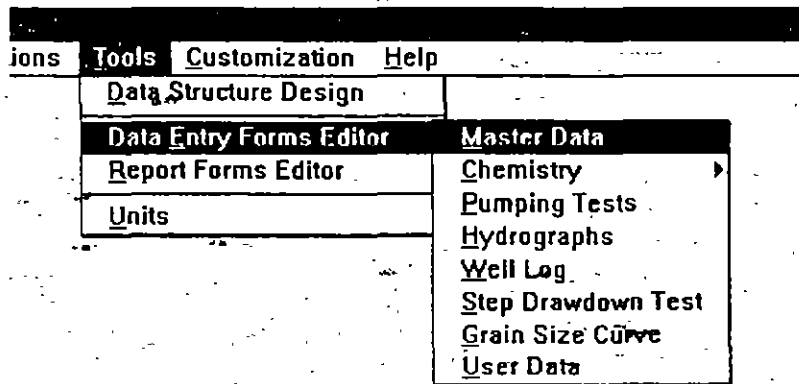 ions Tools Customization Help
Data Structure Design
Data Entry Forms Editor
Report Forms Editor
Units
Master Data
Chemistry
Pumping Tests
Hydrographs
Well Log
Step Drawdown Test
Grain Size Curve
User Data